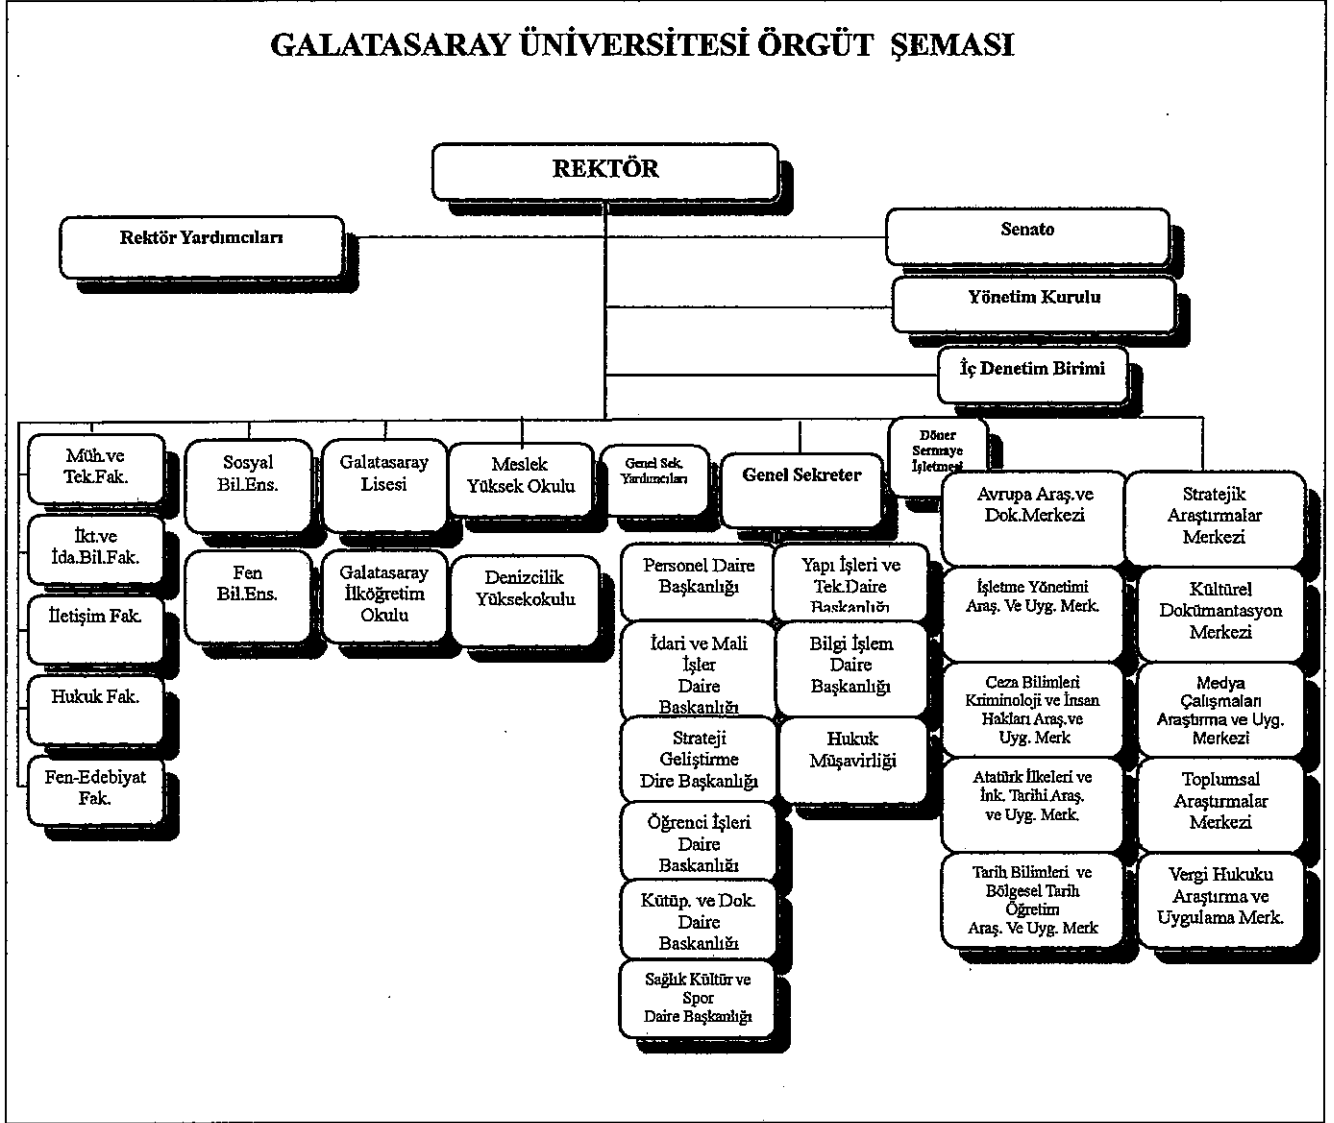 GALATASARAY ÜNİVERSİTESİ ÖRGÜT ŞEMASI
REKTÖR
Rektör Yardımcıları
Senato
Yönetim Kurulu
İç Denetim Birimi
Müh.ve
Tek.Fak.
İkt.ve
İda.Bil.Fak.
İletişim Fak.
Hukuk Fak.
Fen-Edebiyat
Fak.
Sosyal
Bil.Ens.
Fen
Bil.Ens.
Galatasaray
Lisesi
Galatasaray
İlköğretim
Okulu
Meslek
Yüksek Okulu
Denizcilik
Yüksekokulu
Genel Sek.
Yardımcıları
Genel Sekreter
Döner
Sermaye
İşletmesi
Personel Daire
Başkanlığı
İdari ve Mali
İşler
Daire
Baskanlığı
Strateji
Geliştirme
Dire Başkanlığı
Öğrenci İşleri
Daire
Baskanlığı
Kütüp. ve Dok.
Daire
Baskanlığı
Sağlık Kültür ve
Spor
Daire Başkanlığı
Yapı İşleri ve
Tek.Daire
Baskanlığı
Bilgi İşlem
Daire
Başkanlığı
Hukuk
Müşavirliği
Avrupa Araş.ve
Dok.Merkezi
İşletme Yönetimi
Araş. Ve Uyg. Merk.
Ceza Bilimleri
Kriminoloji ve İnsan
Hakları Araş.ve
Uyg. Merk
Atatürk İlkeleri ve
İnk. Tarihi Araş.
ve Uyg. Merk.
Tarih Bilimleri ve
Bölgesel Tarih
Öğretim
Araş. Ve Uyg. Merk
Stratejik
Araştırmalar
Merkezi
Kültürel
Dokümantasyon
Merkezi
Medya
Çalışmaları
Araştırma ve Uyg.
Merkezi
Toplumsal
Araştırmalar
Merkezi
Vergi Hukuku
Araştırma ve
Uygulama Merk.